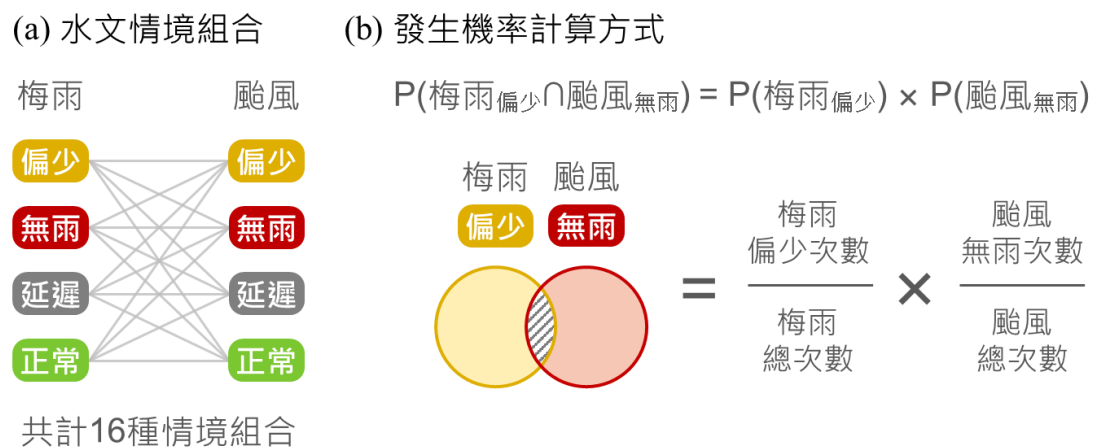 (a) 水文情境組合
梅雨 颱風
偏少 偏少
無雨 無雨
延遲 延遲
正常 正常
共計16種情境組合
(b) 發生機率計算方式
P(梅雨偏少∩颱風無雨) = P(梅雨偏少) × P(颱風無雨)
梅雨 颱風
偏少 無雨
=
梅雨
偏少次數
梅雨
總次數
×
颱風
無雨次數
颱風
總次數